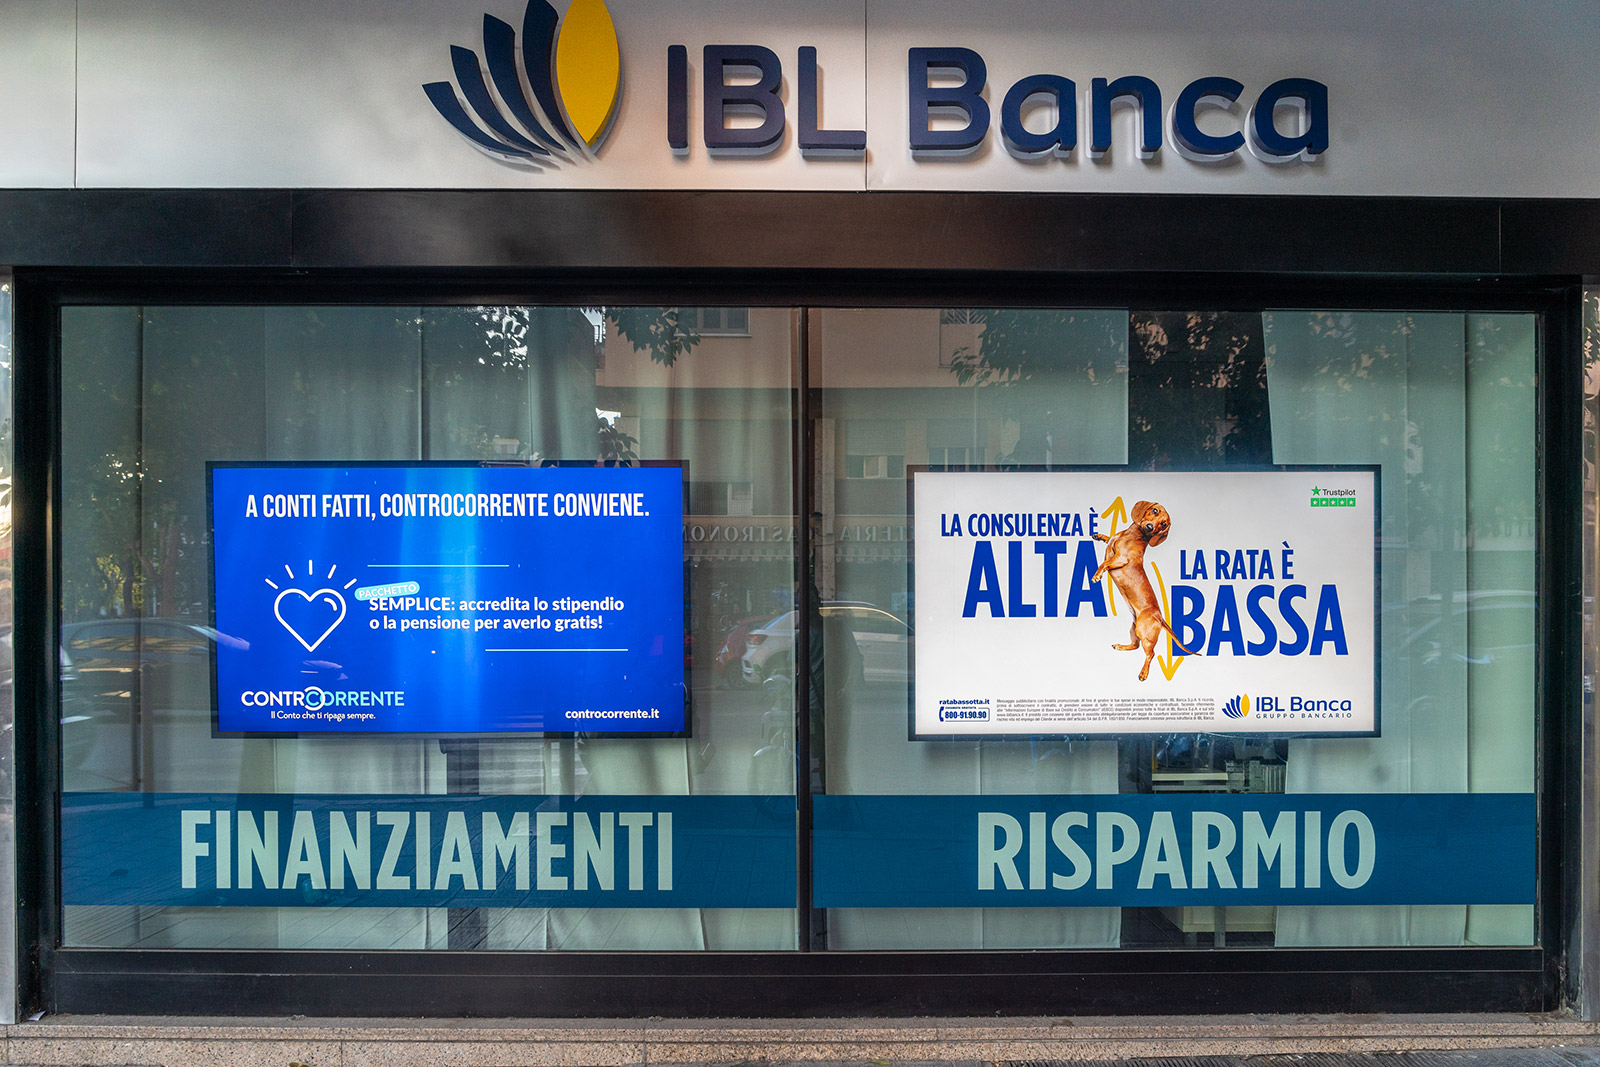 IBL Banca
A CONTI FATTI, CONTROCORRENTE CONVIENE.
PACCHETTO
SEMPLICE: accredita lo stipendio
o la pensione per averlo gratis!
CONTROCORRENTE
Il Conto che ti ripaga sempre.
controcorrente.it
Trustpilot
LA CONSULENZA È
ALTA
LA RATA È
BASSA
ratabassotta.it
800-91.90.90
IBL Banca
GRUPPO BANCARIO
FINANZIAMENTI
RISPARMIO